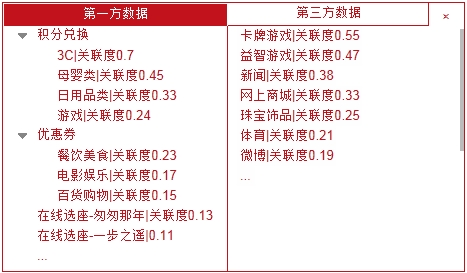 第一方数据
积分兑换
3C|关联度0.7
母婴类|关联度0.45
日用品类|关联度0.33
游戏|关联度0.24
优惠券
餐饮美食|关联度0.23
电影娱乐|关联度0.17
百货购物|关联度0.15
在线选座-匆匆那年|关联度0.13
在线选座-一步之遥|0.11
...
第三方数据
×
卡牌游戏|关联度0.55
益智游戏|关联度0.47
新闻|关联度0.38
网上商城|关联度0.33
珠宝饰品|关联度0.25
体育|关联度0.21
微博|关联度0.19
...